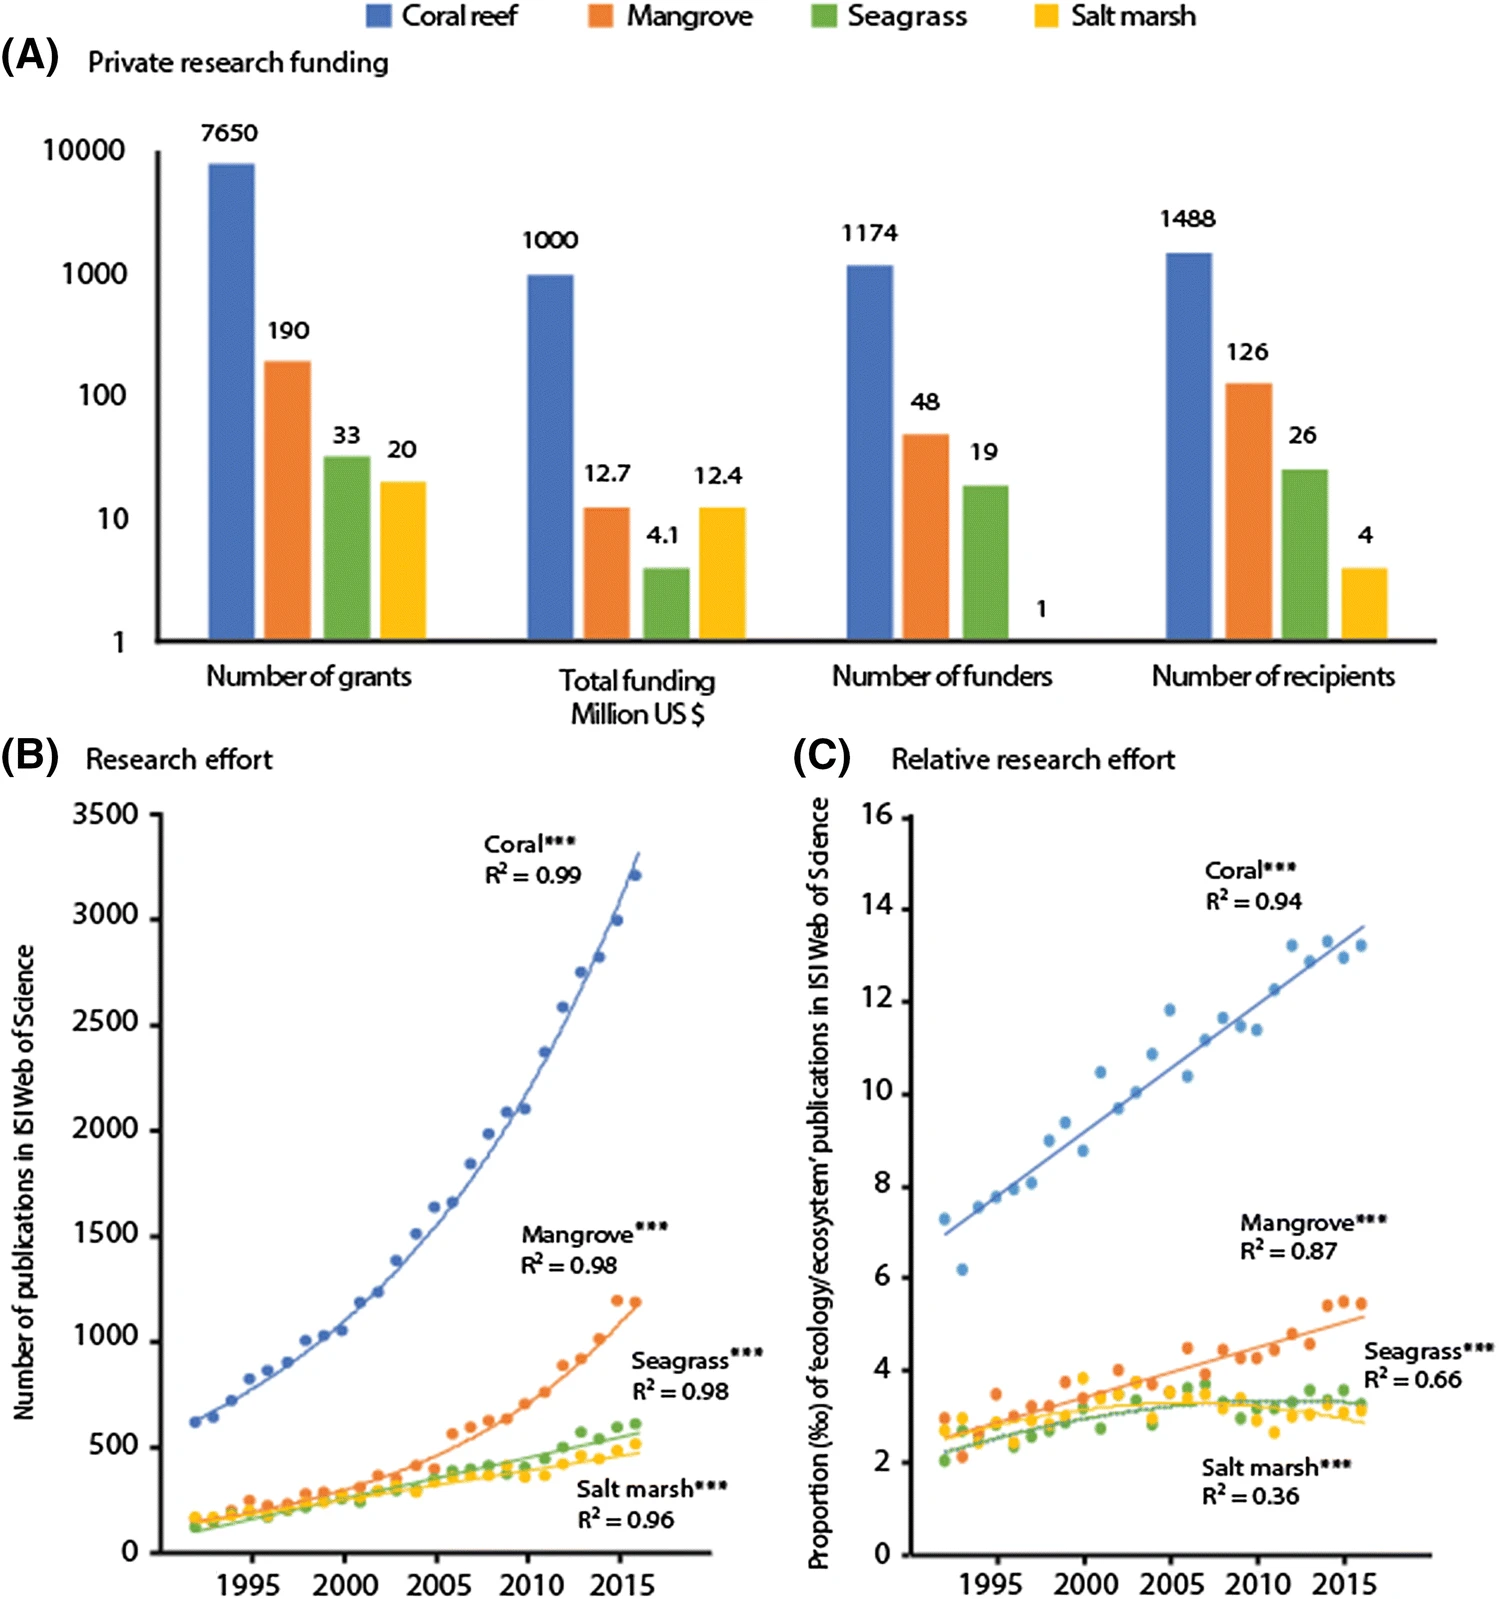 Coral reef Mangrove Seagrass Salt marsh
(A) Private research funding
10000
1000
100
10
1
7650
190
33
20
1000
12.7
4.1
12.4
1174
48
19
1
1488
126
26
4
Number of grants
Total funding
Million US $
Number of funders
Number of recipients
(B) Research effort
Number of publications in ISI Web of Science
3500
3000
2500
2000
1500
1000
500
0
Coral***
R² = 0.99
Mangrove***
R² = 0.98
Seagrass***
R² = 0.98
Salt marsh***
R² = 0.96
1995 2000 2005 2010 2015
(C) Relative research effort
Proportion (‰) of ‘ecology/ecosystem’ publications in ISI Web of Science
16
14
12
10
8
6
4
2
0
Coral***
R² = 0.94
Mangrove***
R² = 0.87
Seagrass***
R² = 0.66
Salt marsh***
R² = 0.36
1995 2000 2005 2010 2015